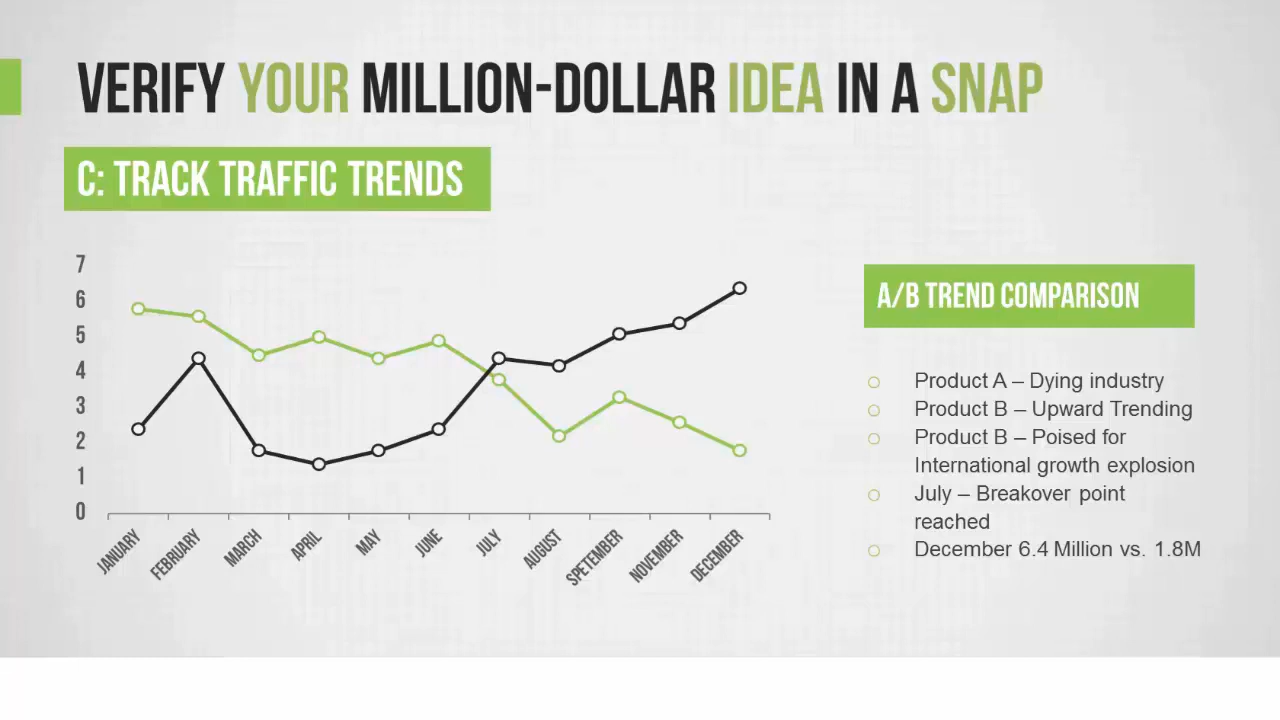 VERIFY YOUR MILLION-DOLLAR IDEA IN A SNAP
C: TRACK TRAFFIC TRENDS
7
6
5
4
3
2
1
0
JANUARY
FEBRUARY
MARCH
APRIL
MAY
JUNE
JULY
AUGUST
SPETEMBER
NOVEMBER
DECEMBER
A/B TREND COMPARISON
Product A – Dying industry
Product B – Upward Trending
Product B – Poised for
International growth explosion
July – Breakover point
reached
December 6.4 Million vs. 1.8M